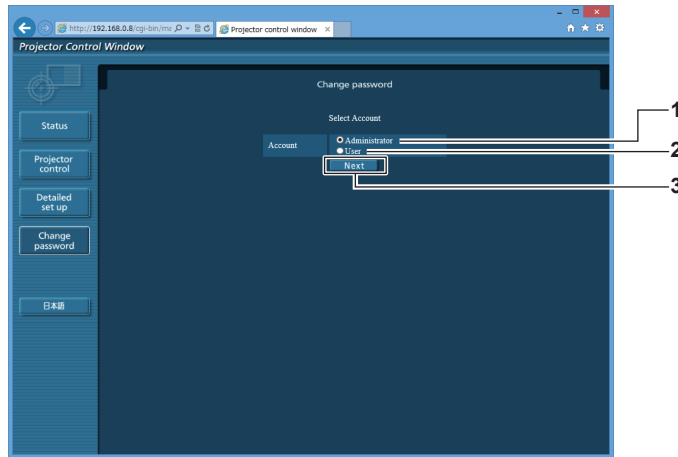 http://192.168.0.8/cgi-bin/ma
Projector control window
Projector Control Window
Change password
Select Account
Status
1
Account
Administrator
User
2
Next
Projector
control
3
Detailed
set up
Change
password
日本語